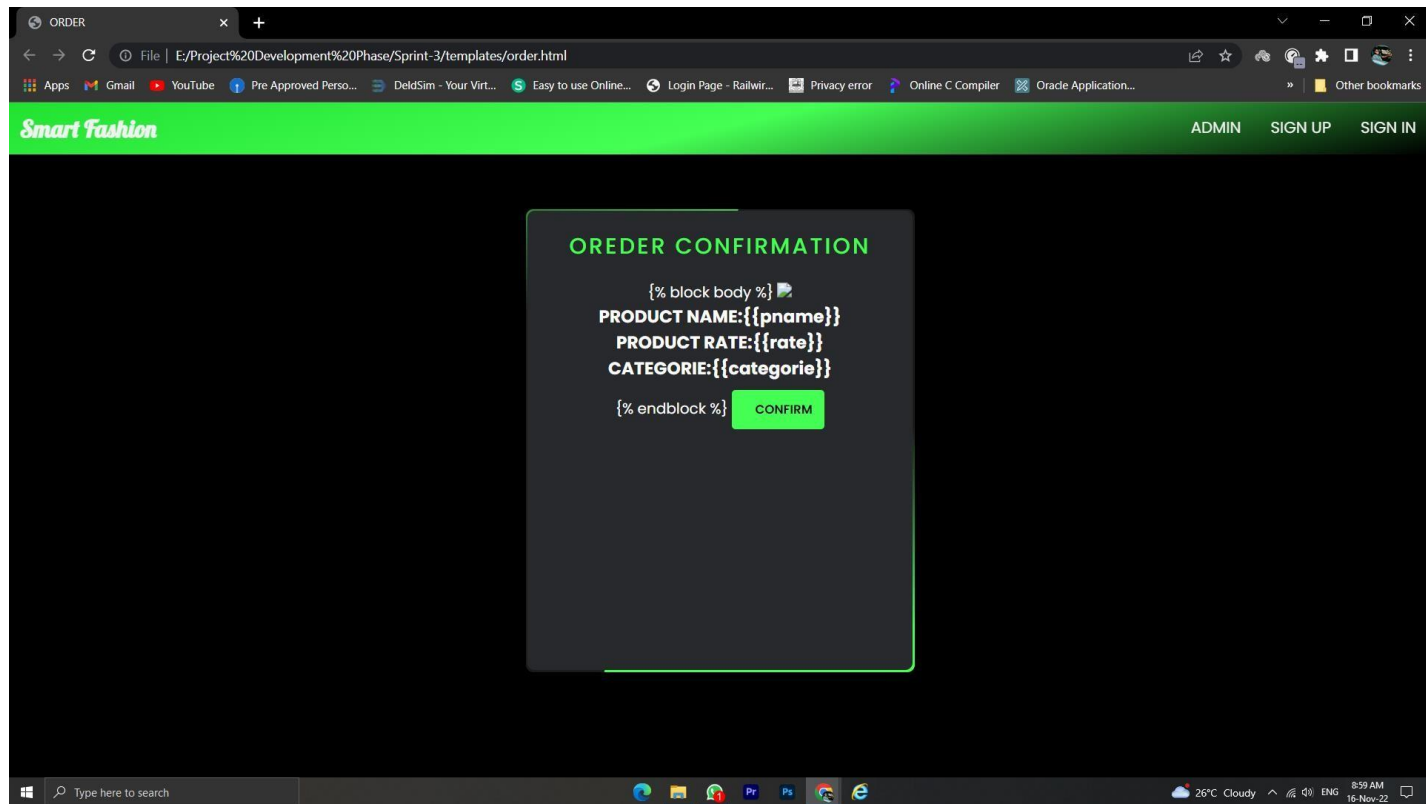 ORDER
File | E:/Project%20Development%20Phase/Sprint-3/templates/order.html
Apps Gmail YouTube Pre Approved Perso... DeldSim - Your Virt... Easy to use Online... Login Page - Railwir... Privacy error Online C Compiler Oracle Application... » Other bookmarks
Smart Fashion ADMIN SIGN UP SIGN IN
OREDER CONFIRMATION
{% block body %}
PRODUCT NAME:{{pname}}
PRODUCT RATE:{{rate}}
CATEGORIE:{{categorie}}
{% endblock %} CONFIRM
Type here to search Pr Ps 26°C Cloudy ENG 8:59 AM
16-Nov-22